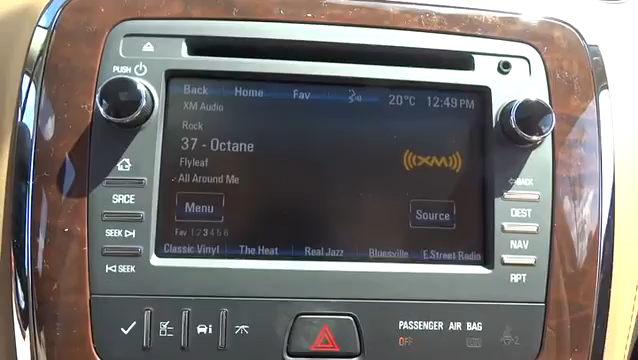 PUSH
Back Home Fav 20°C 12:49 PM
XM Audio
Rock
37 - Octane
Flyleaf
All Around Me
((XM))
Menu
Source
Fav 1 2 3 4 5 6
Classic Vinyl The Heat Real Jazz Bluesville E Street Radio
SRCE
SEEK
SEEK
BACK
DEST
NAV
RPT
PASSENGER AIR BAG
OFF